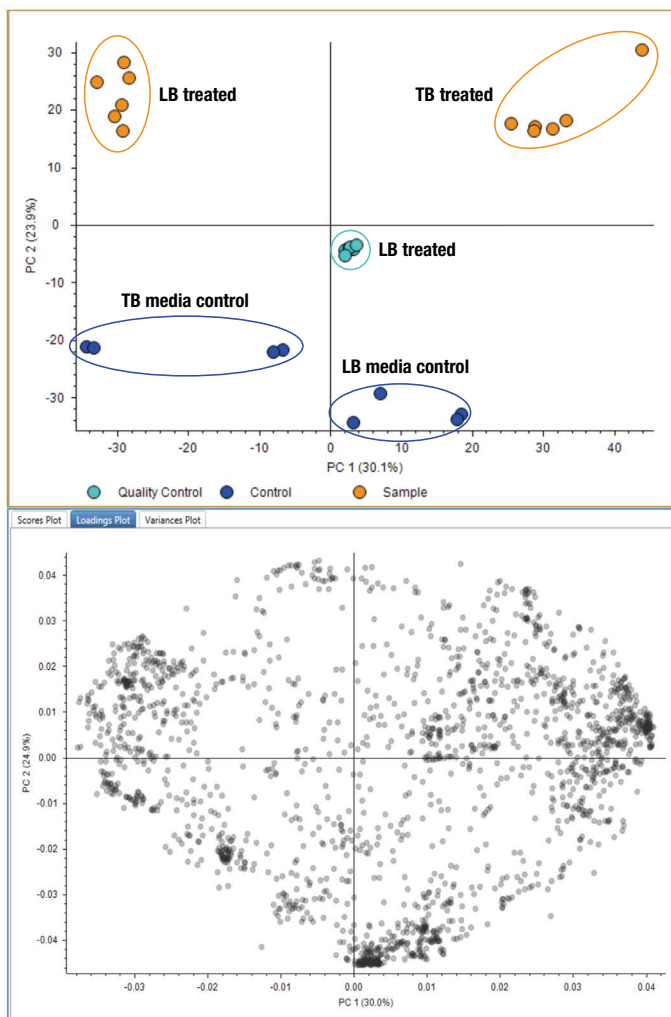 30
20
10
0
-10
-20
-30
PC 2 (23.9%)
LB treated
TB treated
LB treated
TB media control
LB media control
-30 -20 -10 0 10 20 30 40
PC 1 (30.1%)
Quality Control Control Sample
Scores Plot Loadings Plot Variances Plot
0.04
0.03
0.02
0.01
0.00
-0.01
-0.02
-0.03
-0.04
PC 2 (24.9%)
-0.03 -0.02 -0.01 0.00 0.01 0.02 0.03 0.04
PC 1 (30.0%)